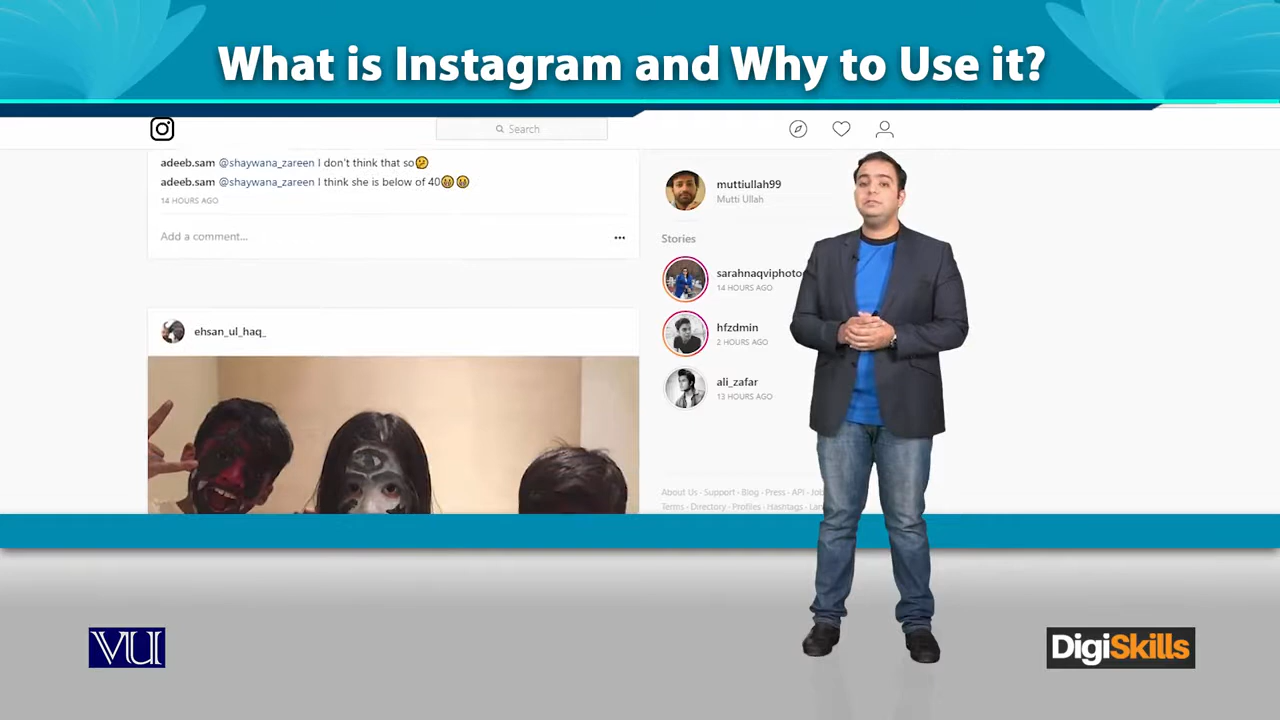 What is Instagram and Why to Use it?
Search
adeeb.sam @shaywana_zareen I don't think that so😕
adeeb.sam @shaywana_zareen I think she is below of 40
14 HOURS AGO
Add a comment...
ehsan_ul_haq_
muttiullah99
Mutti Ullah
Stories
sarahnaqviphoto
14 HOURS AGO
hfzdmin
2 HOURS AGO
ali_zafar
13 HOURS AGO
About Us · Support · Blog · Press · API ·
Terms · Directory · Profiles · Hashtags ·
VU
DigiSkills